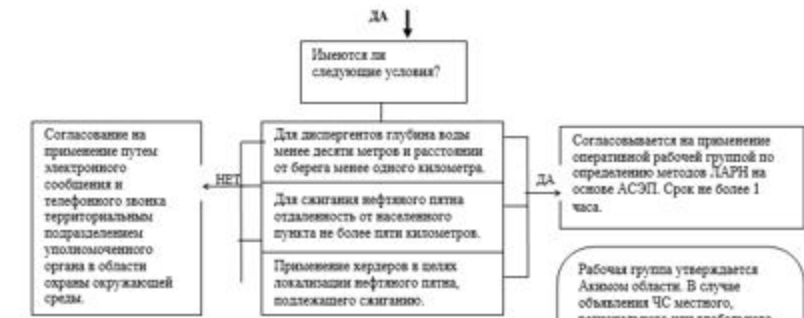 ДА
Имеются ли
следующие условия?
Согласование на
применение путем
электронного
сообщения и
телефонного звонка
территориальным
подразделением
уполномоченного
органа в области
охраны окружающей
среды.
НЕТ
Для диспергентов глубина воды
менее десяти метров и расстоянии
от берега менее одного километра.
Для сжигания нефтяного пятна
отдаленность от населенного
пункта не более пяти километров.
Применение хердеров в целях
локализации нефтяного пятна,
подлежащего сжиганию.
ДА
Согласовывается на применение
оперативной рабочей группой по
определению методов ЛАРН на
основе АСЭП. Срок не более 1
часа.
Рабочая группа утверждается
Акимом области. В случае
объявления ЧС местного,